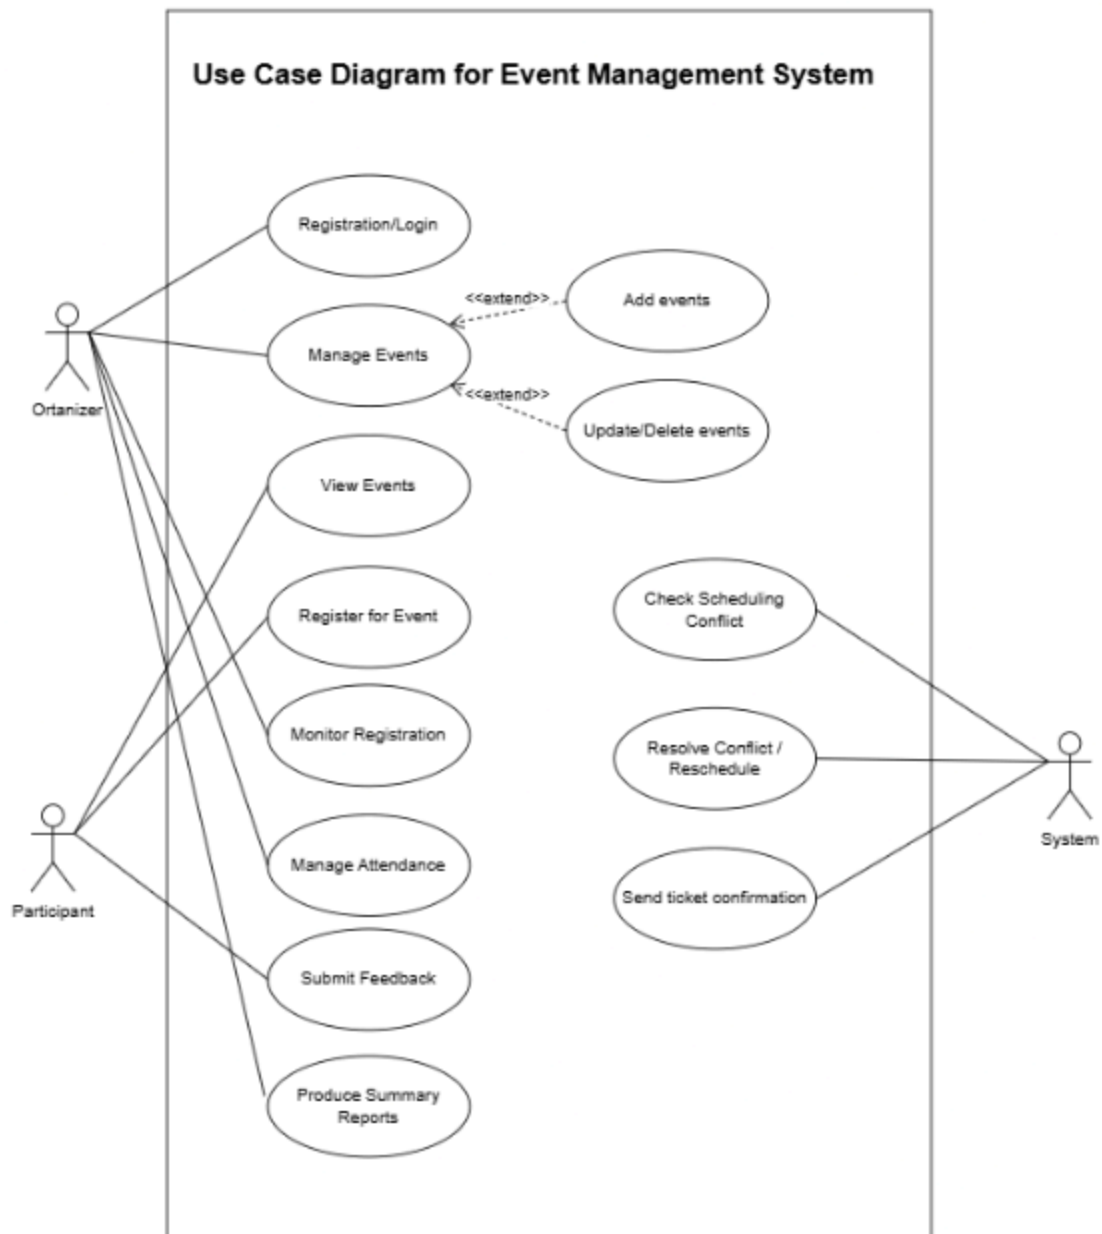 Use Case Diagram for Event Management System
Registration/Login
<<extend>>
Add events
Manage Events
Ortanizer
<<extend>>
Update/Delete events
View Events
Check Scheduling
Conflict
Register for Event
Monitor Registration
Resolve Conflict /
Reschedule
System
Manage Attendance
Send ticket confirmation
Participant
Submit Feedback
Produce Summary
Reports